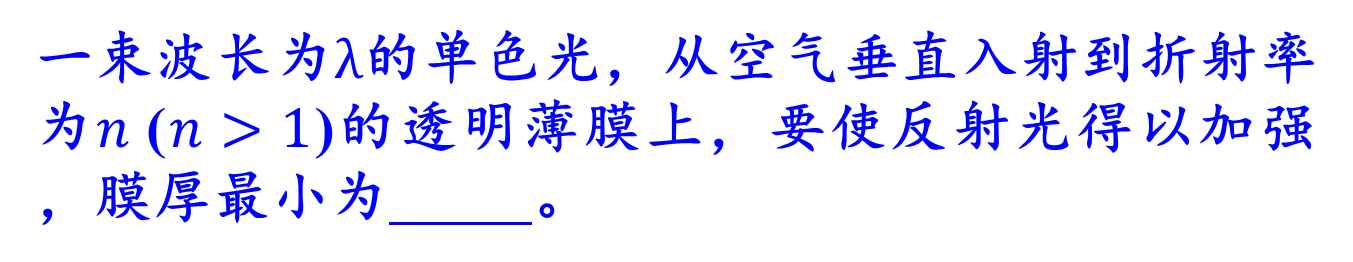 一束波长为λ的单色光，从空气垂直入射到折射率
为n (n > 1)的透明薄膜上，要使反射光得以加强
，膜厚最小为_____。